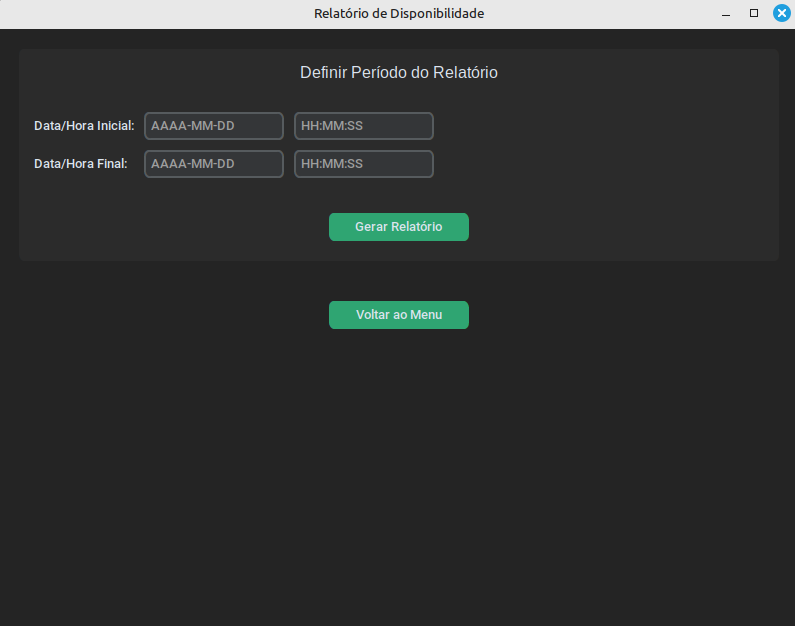 Relatório de Disponibilidade
Definir Período do Relatório
Data/Hora Inicial: AAAA-MM-DD HH:MM:SS
Data/Hora Final: AAAA-MM-DD HH:MM:SS
Gerar Relatório
Voltar ao Menu